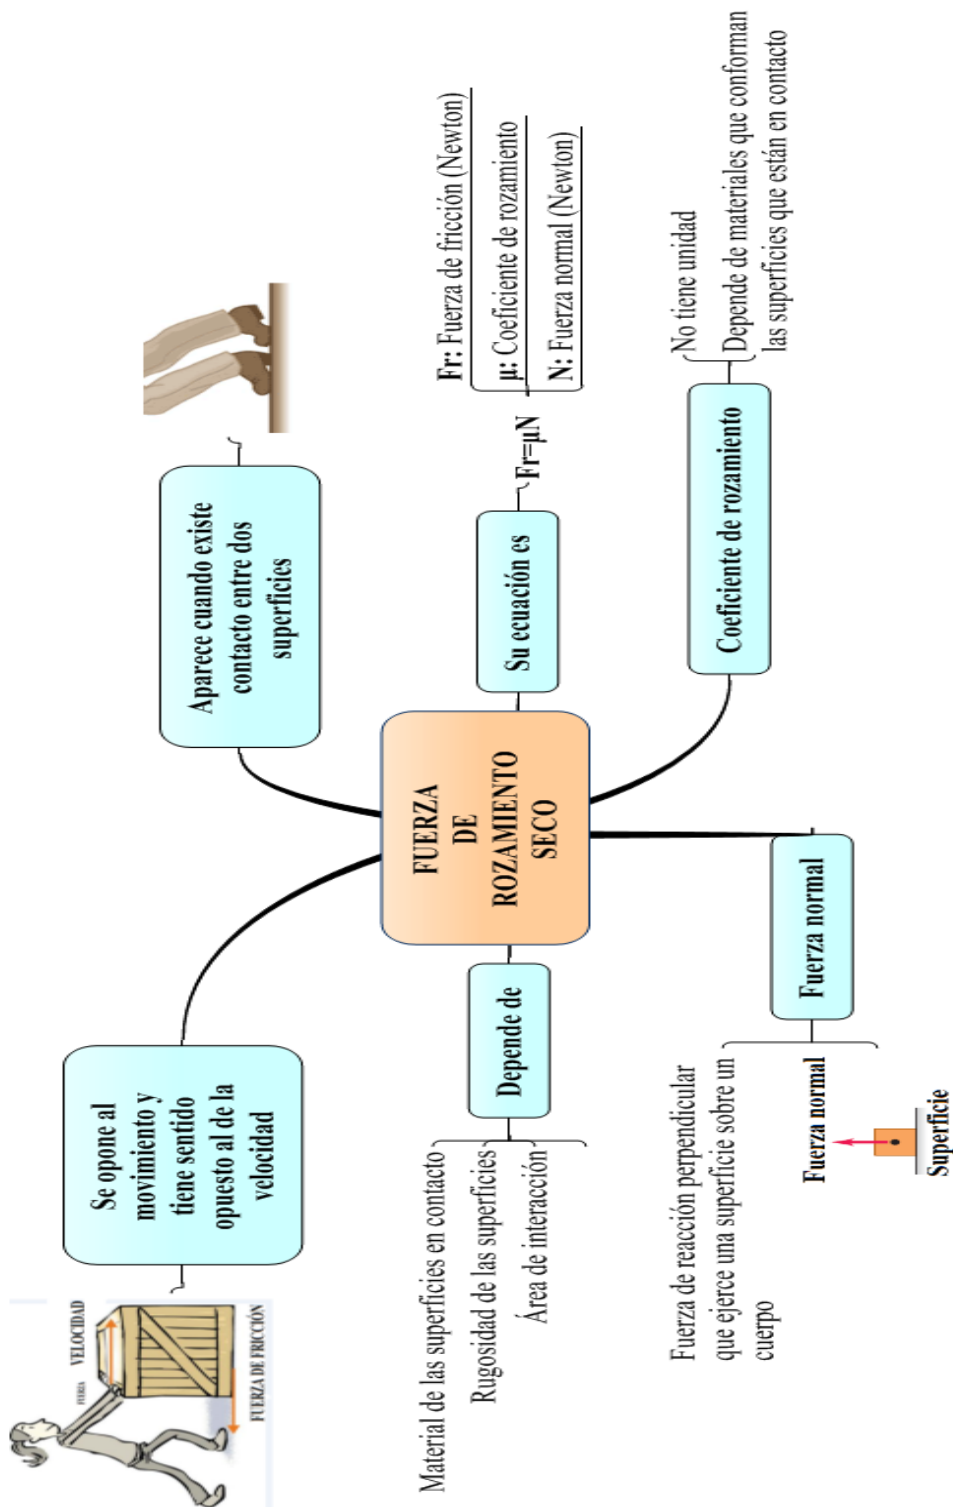 VELOCIDAD
FUERZA
FUERZA DE FRICCIÓN
Se opone al
movimiento y
tiene sentido
opuesto al de la
velocidad
Aparece cuando existe
contacto entre dos
superficies
FUERZA
DE
ROZAMIENTO
SECO
Depende de
Material de las superficies en contacto
Rugosidad de las superficies
Área de interacción
Su ecuación es
Fr=µN
Fr: Fuerza de fricción (Newton)
µ: Coeficiente de rozamiento
N: Fuerza normal (Newton)
Fuerza normal
Fuerza de reacción perpendicular
que ejerce una superficie sobre un
cuerpo
Fuerza normal
Superficie
Coeficiente de rozamiento
No tiene unidad
Depende de materiales que conforman
las superficies que están en contacto